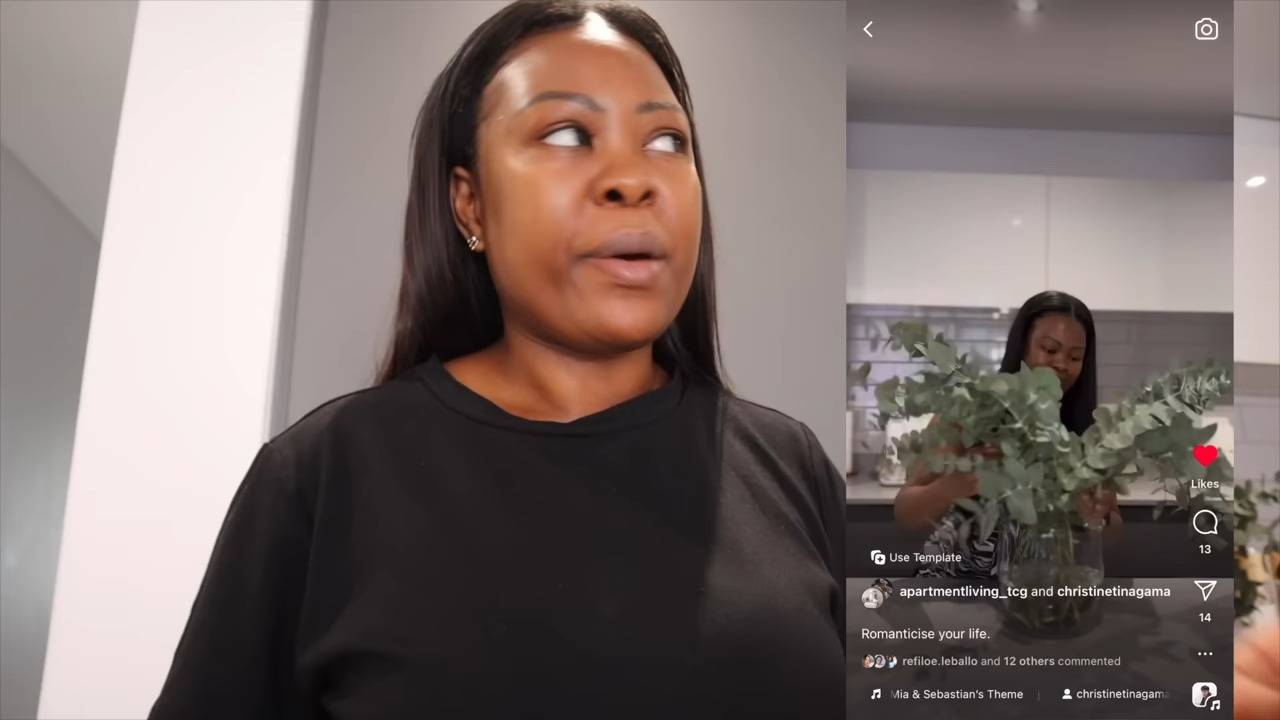 Likes
13
Use Template
apartmentliving_tcg and christinetinagama
14
Romanticise your life.
refiloe.leballo and 12 others commented
Mia & Sebastian's Theme
christinetinagama